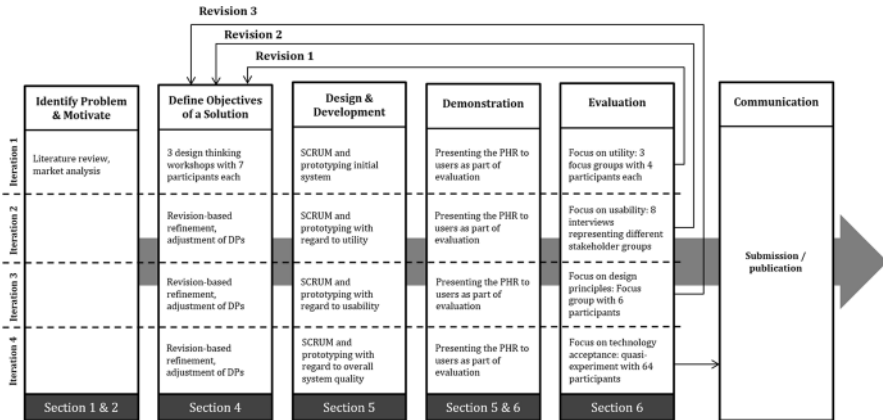 Revision 3
Revision 2
Revision 1
Identify Problem
& Motivate
Define Objectives
of a Solution
Design &
Development
Demonstration
Evaluation
Communication
Iteration 1
Literature review,
market analysis
3 design thinking
workshops with 7
participants each
SCRUM and
prototyping initial
system
Presenting the PHR to
users as part of
evaluation
Focus on utility: 3
focus groups with 4
participants each
Iteration 2
Revision-based
refinement,
adjustment of DPs
SCRUM and
prototyping with
regard to utility
Presenting the PHR to
users as part of
evaluation
Focus on usability: 8
interviews
representing different
stakeholder groups
Submission /
publication
Iteration 3
Revision-based
refinement,
adjustment of DPs
SCRUM and
prototyping with
regard to usability
Presenting the PHR to
users as part of
evaluation
Focus on design
principles: Focus
group with 6
participants
Iteration 4
Revision-based
refinement,
adjustment of DPs
SCRUM and
prototyping with
regard to overall
system quality
Presenting the PHR to
users as part of
evaluation
Focus on technology
acceptance: quasi-
experiment with 64
participants
Section 1 & 2
Section 4
Section 5
Section 5 & 6
Section 6